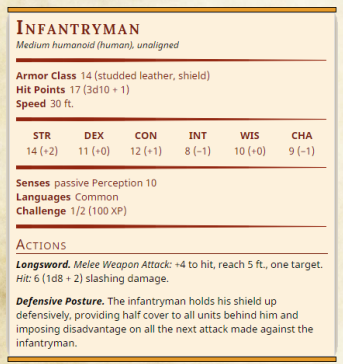 Infantryman
Medium humanoid (human), unaligned
Armor Class 14 (studded leather, shield)
Hit Points 17 (3d10 + 1)
Speed 30 ft.
STR DEX CON INT WIS CHA
14 (+2) 11 (+0) 12 (+1) 8 (−1) 10 (+0) 9 (−1)
Senses passive Perception 10
Languages Common
Challenge 1/2 (100 XP)
Actions
Longsword. Melee Weapon Attack: +4 to hit, reach 5 ft., one target.
Hit: 6 (1d8 + 2) slashing damage.
Defensive Posture. The infantryman holds his shield up
defensively, providing half cover to all units behind him and
imposing disadvantage on all the next attack made against the
infantryman.